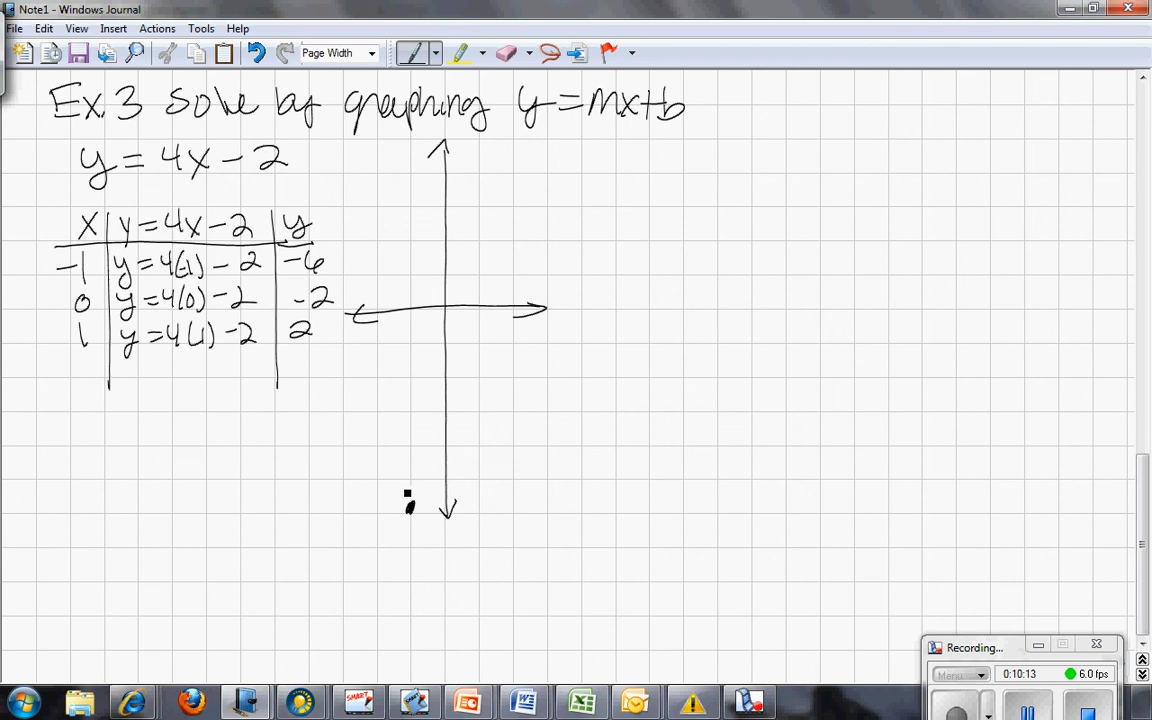 Note1 - Windows Journal
File Edit View Insert Actions Tools Help
Page Width
Ex. 3 solve by graphing y = mx+b
y = 4x - 2
x y = 4x - 2 y
-1 y = 4(-1) - 2 -6
0 y = 4(0) - 2 -2
1 y = 4(1) - 2 2
Recording...
Menu 0:10:13 6.0 fps
SMART